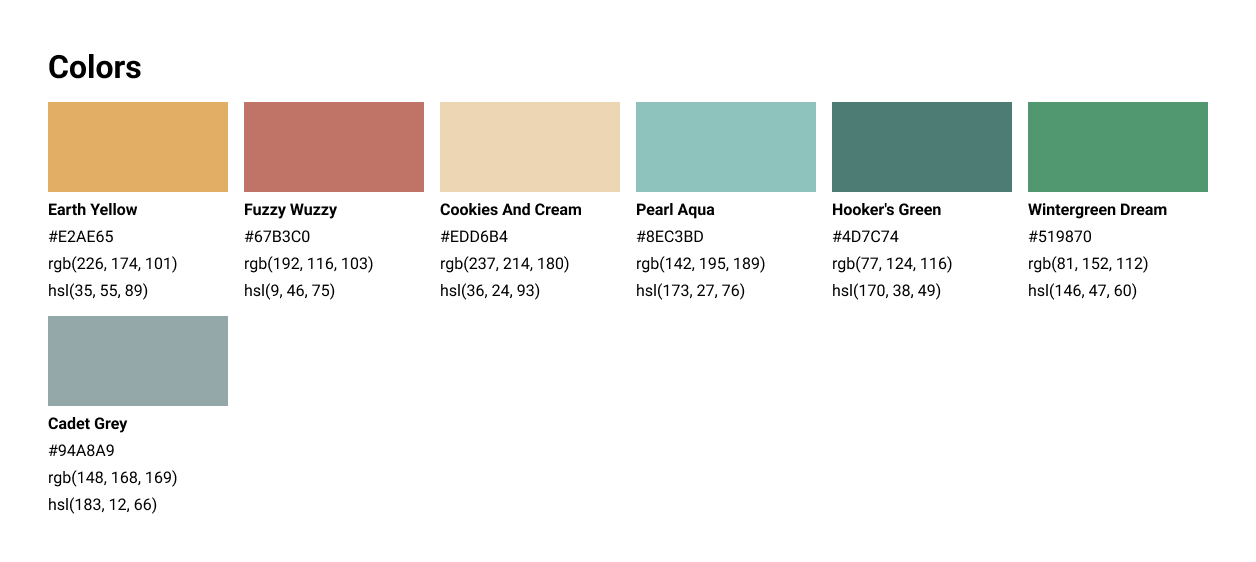 Colors
Earth Yellow
#E2AE65
rgb(226, 174, 101)
hsl(35, 55, 89)
Fuzzy Wuzzy
#67B3C0
rgb(192, 116, 103)
hsl(9, 46, 75)
Cookies And Cream
#EDD6B4
rgb(237, 214, 180)
hsl(36, 24, 93)
Pearl Aqua
#8EC3BD
rgb(142, 195, 189)
hsl(173, 27, 76)
Hooker's Green
#4D7C74
rgb(77, 124, 116)
hsl(170, 38, 49)
Wintergreen Dream
#519870
rgb(81, 152, 112)
hsl(146, 47, 60)
Cadet Grey
#94A8A9
rgb(148, 168, 169)
hsl(183, 12, 66)